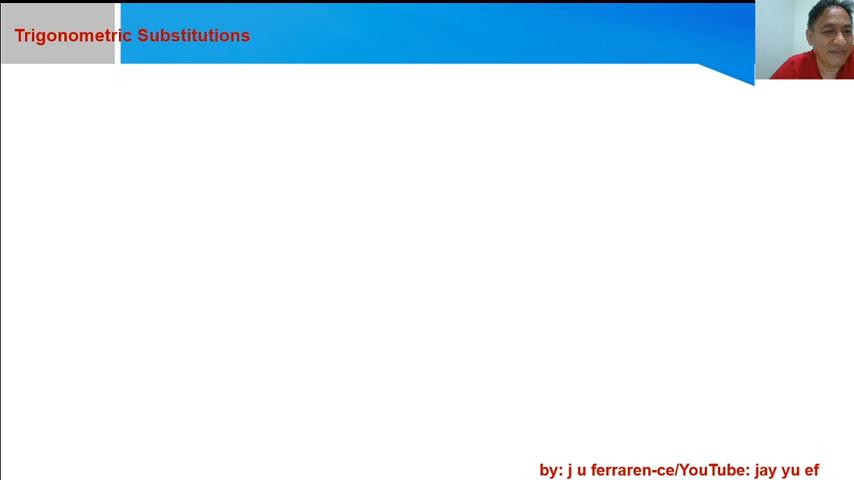 Trigonometric Substitutions
by: j u ferraren-ce/YouTube: jay yu ef